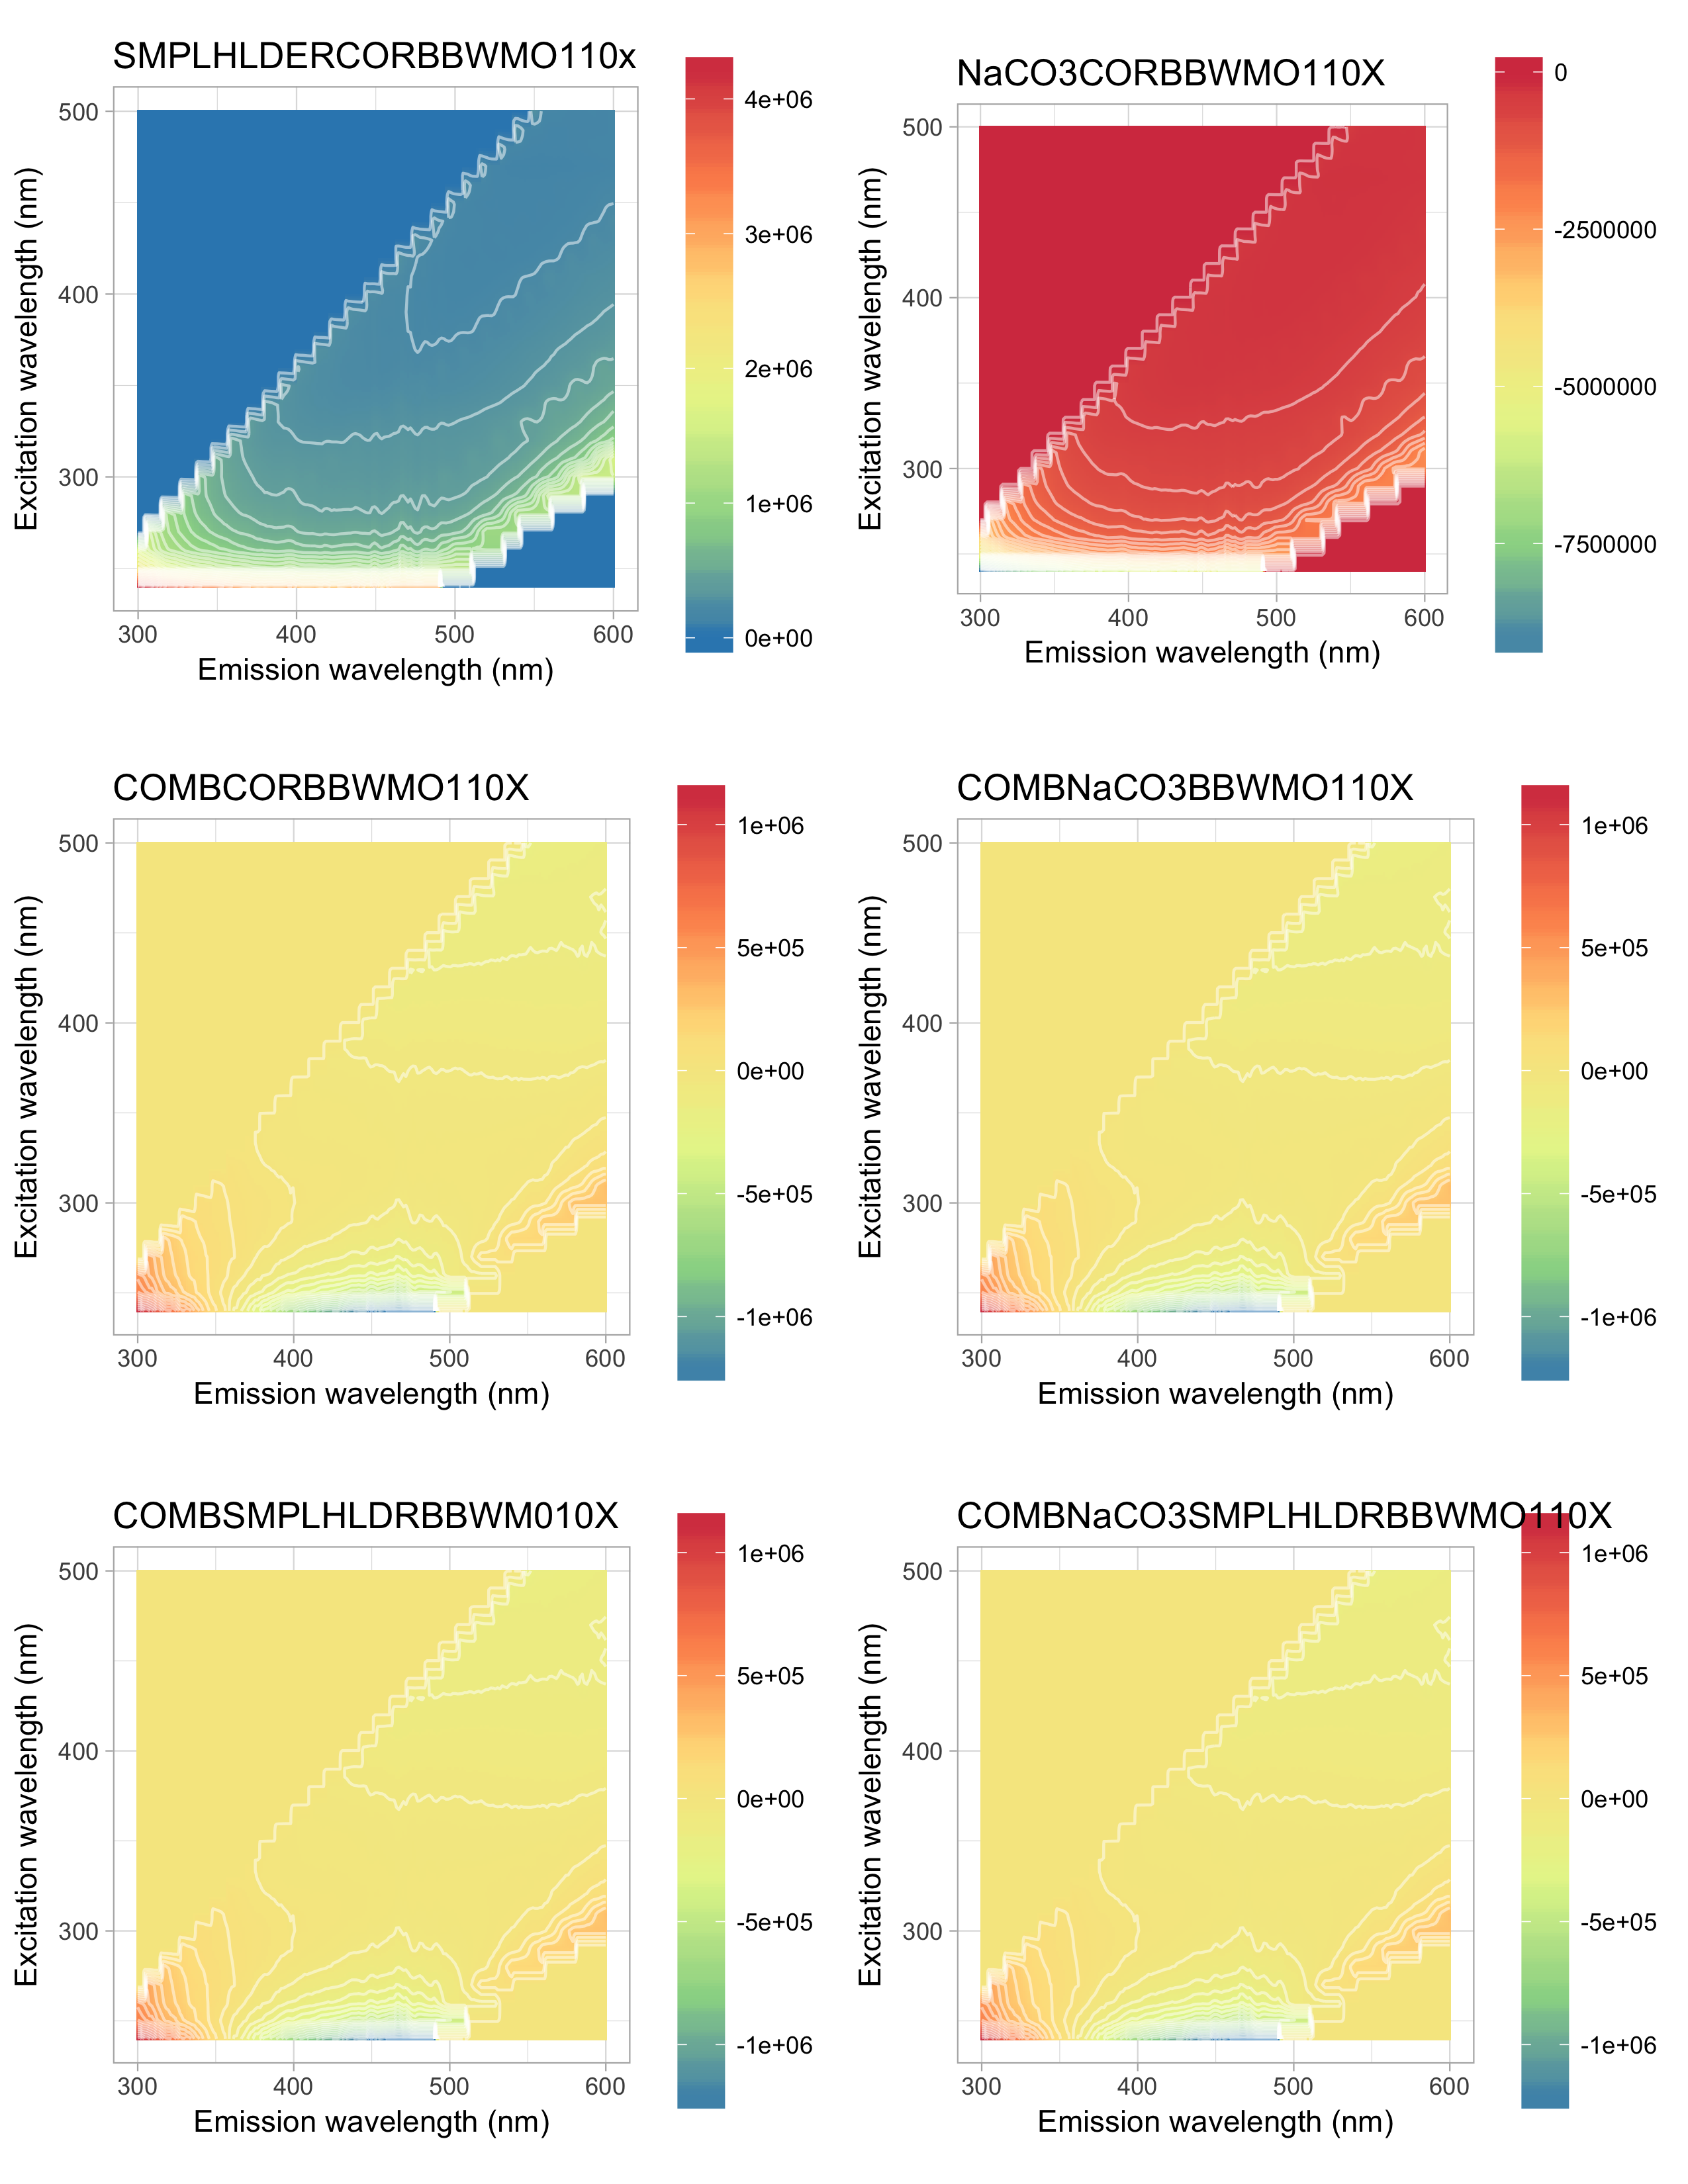 SMPLHLDERCORBBWMO110x
500
400
300
300
400
500
600
Excitation wavelength (nm)
Emission wavelength (nm)
4e+06
3e+06
2e+06
1e+06
0e+00
NaCO3CORBBWMO110X
500
400
300
300
400
500
600
Excitation wavelength (nm)
Emission wavelength (nm)
0
-2500000
-5000000
-7500000
COMBCORBBWMO110X
500
400
300
300
400
500
600
Excitation wavelength (nm)
Emission wavelength (nm)
1e+06
5e+05
0e+00
-5e+05
-1e+06
COMBNaCO3BBWMO110X
500
400
300
300
400
500
600
Excitation wavelength (nm)
Emission wavelength (nm)
1e+06
5e+05
0e+00
-5e+05
-1e+06
COMBSMPLHLDRBBWM010X
500
400
300
300
400
500
600
Excitation wavelength (nm)
Emission wavelength (nm)
1e+06
5e+05
0e+00
-5e+05
-1e+06
COMBNaCO3SMPLHLDRBBWMO110X
500
400
300
300
400
500
600
Excitation wavelength (nm)
Emission wavelength (nm)
1e+06
5e+05
0e+00
-5e+05
-1e+06